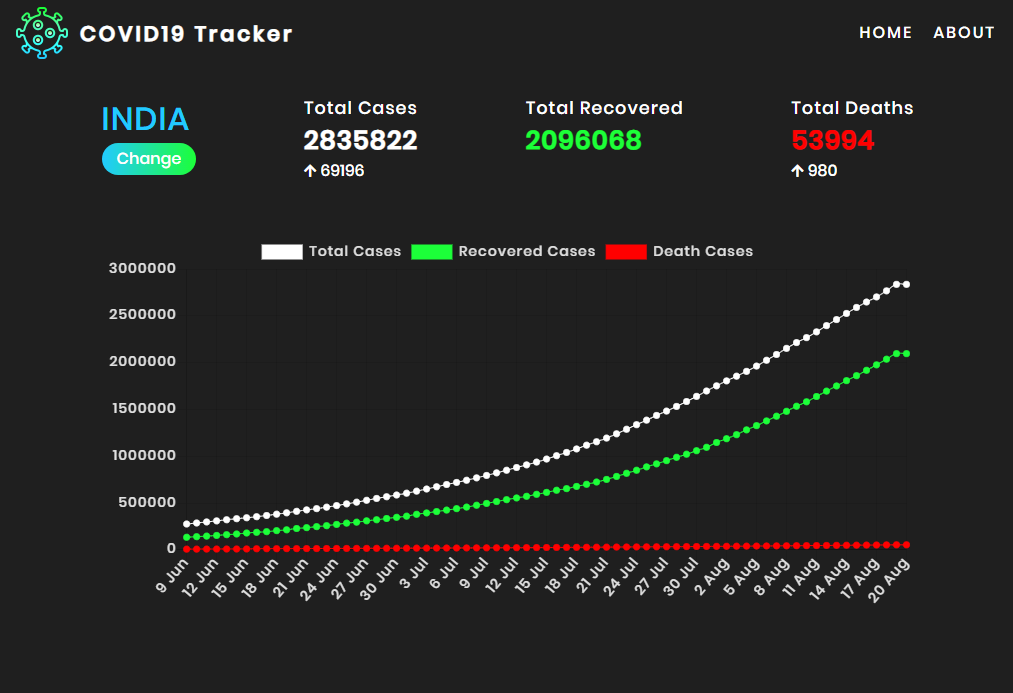 COVID19 Tracker
HOME ABOUT
INDIA
Change
Total Cases
2835822
↑ 69196
Total Recovered
2096068
Total Deaths
53994
↑ 980
Total Cases Recovered Cases Death Cases
3000000
2500000
2000000
1500000
1000000
500000
0
9 Jun 12 Jun 15 Jun 18 Jun 21 Jun 24 Jun 27 Jun 30 Jun 3 Jul 6 Jul 9 Jul 12 Jul 15 Jul 18 Jul 21 Jul 24 Jul 27 Jul 30 Jul 2 Aug 5 Aug 8 Aug 11 Aug 14 Aug 17 Aug 20 Aug